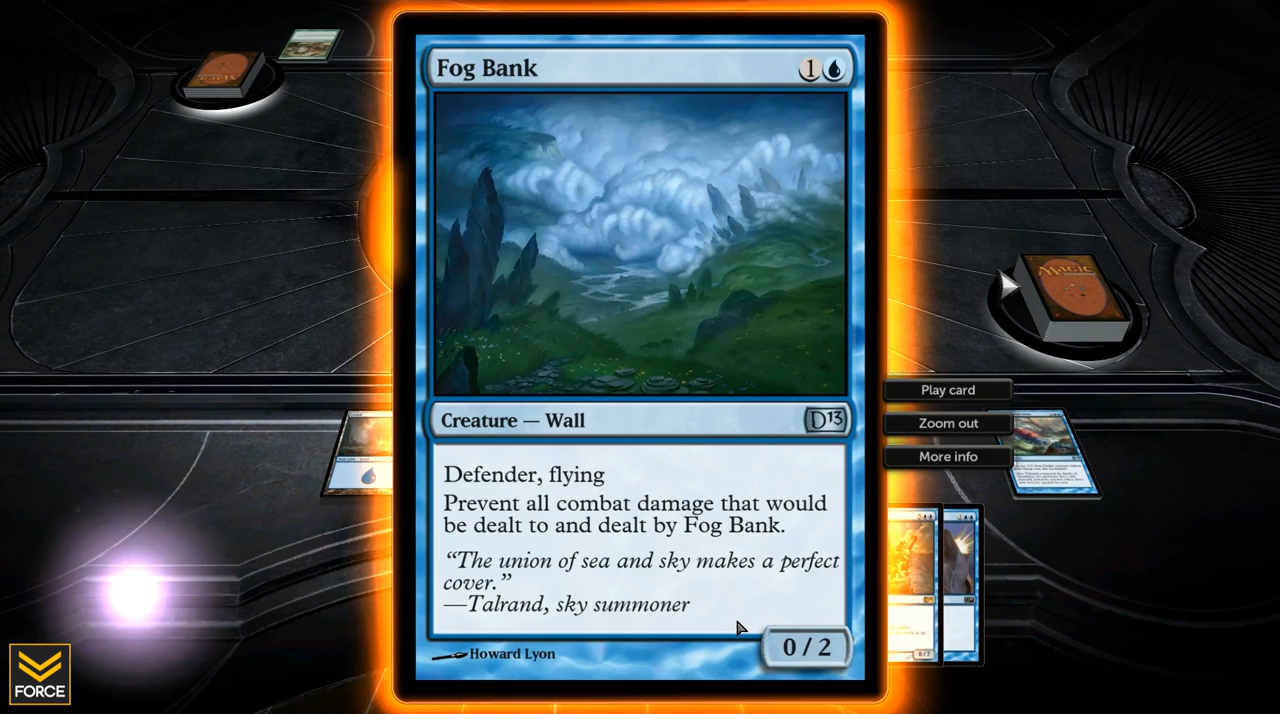 Fog Bank
1
Creature — Wall
D13
Defender, flying
Prevent all combat damage that would
be dealt to and dealt by Fog Bank.
“The union of sea and sky makes a perfect
cover.”
—Talrand, sky summoner
Howard Lyon
0 / 2
Play card
Zoom out
More info
MAGIC
FORCE